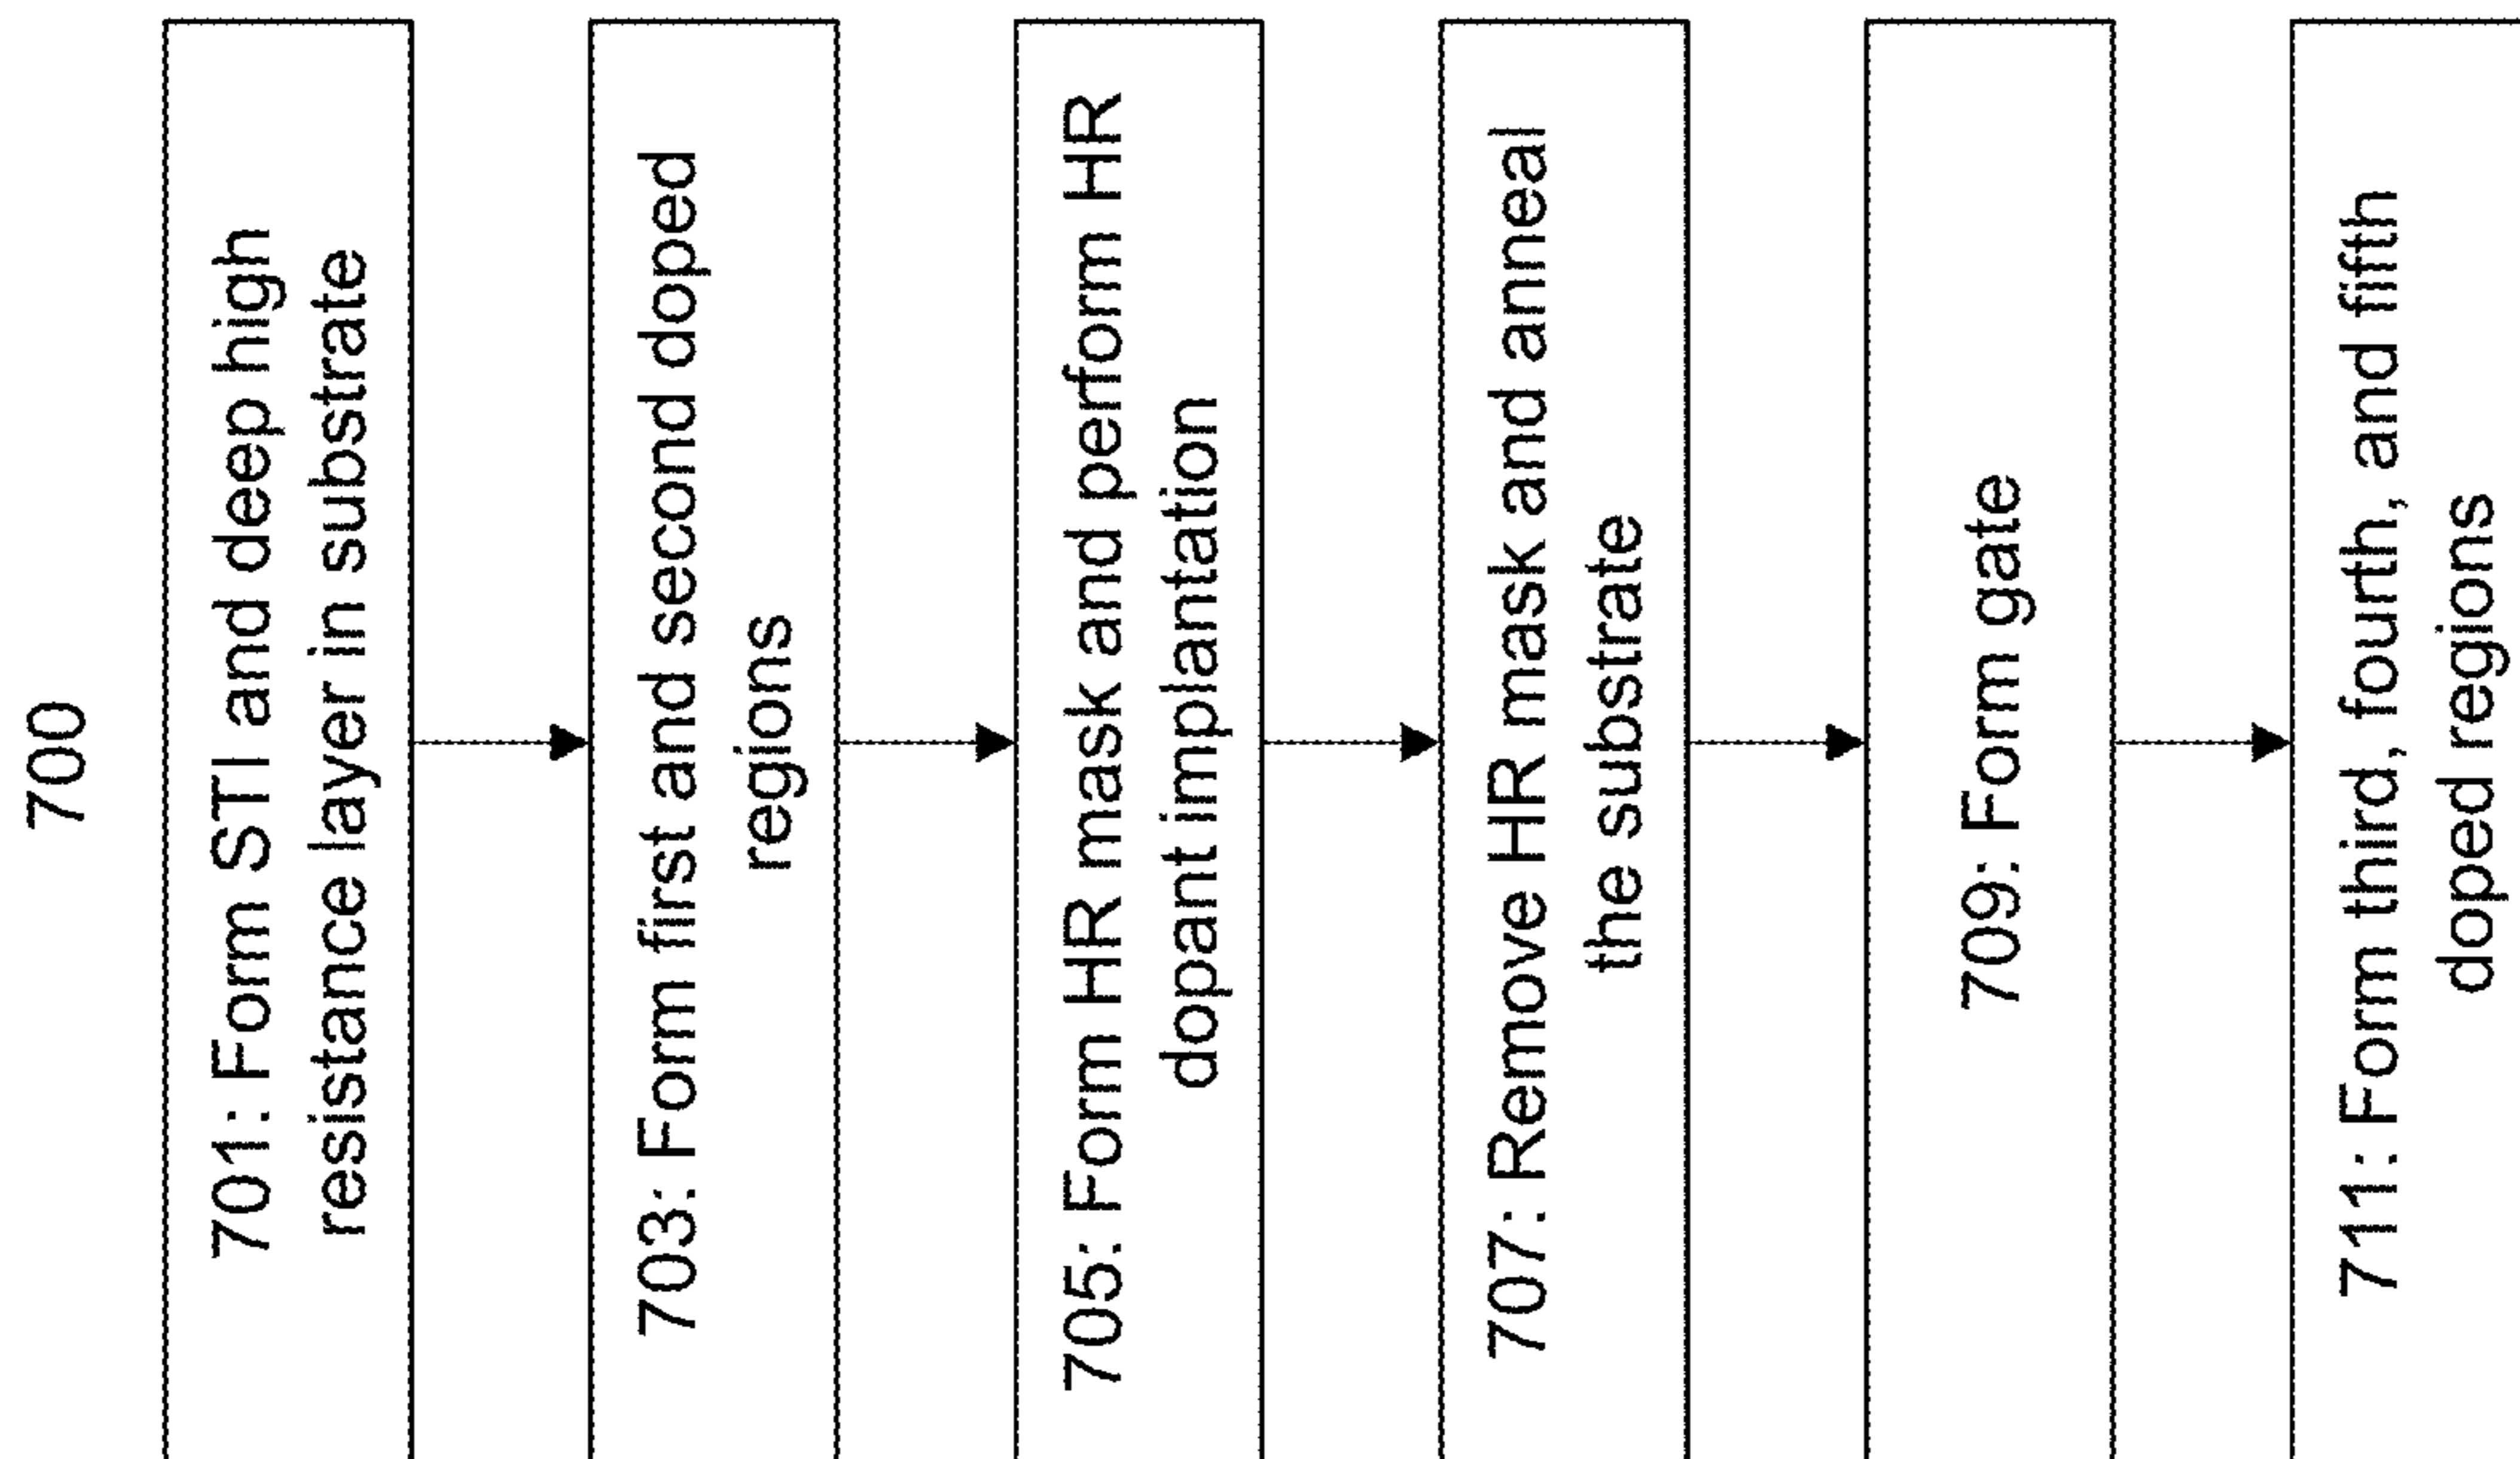 700
701: Form STI and deep high
resistance layer in substrate
703: Form first and second doped
regions
705: Form HR mask and perform HR
dopant implantation
707: Remove HR mask and anneal
the substrate
709: Form gate
711: Form third, fourth, and fifth
doped regions